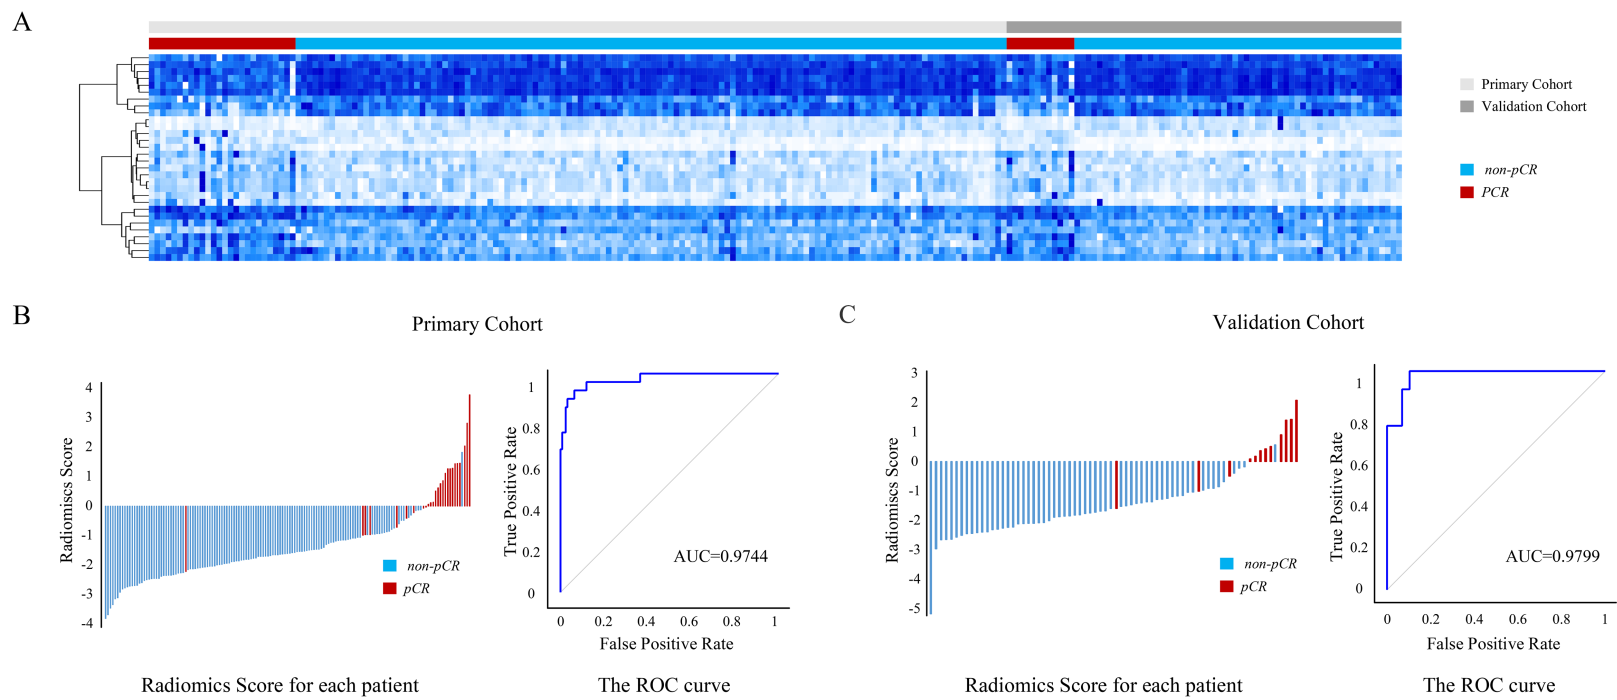 A
Primary Cohort
Validation Cohort
non-pCR
PCR
B
Primary Cohort
C
Validation Cohort
4
3
2
1
0
-1
-2
-3
-4
Radiomiscs Score
non-pCR
pCR
Radiomics Score for each patient
1
0.8
0.6
0.4
0.2
0
True Positive Rate
AUC=0.9744
0 0.2 0.4 0.6 0.8 1
False Positive Rate
The ROC curve
3
2
1
0
-1
-2
-3
-4
-5
Radiomiscs Score
non-pCR
pCR
Radiomics Score for each patient
1
0.8
0.6
0.4
0.2
0
True Positive Rate
AUC=0.9799
0 0.2 0.4 0.6 0.8 1
False Positive Rate
The ROC curve